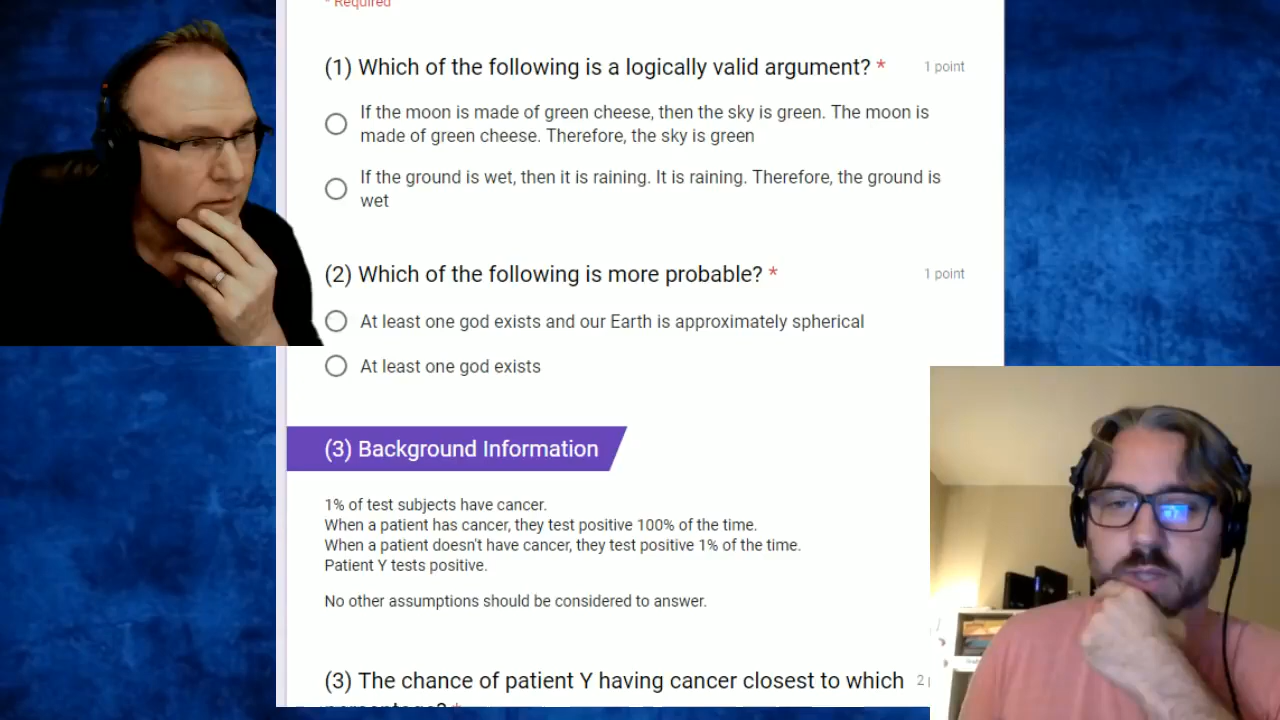 * Required
(1) Which of the following is a logically valid argument? *
1 point
If the moon is made of green cheese, then the sky is green. The moon is
made of green cheese. Therefore, the sky is green
If the ground is wet, then it is raining. It is raining. Therefore, the ground is
wet
(2) Which of the following is more probable? *
1 point
At least one god exists and our Earth is approximately spherical
At least one god exists
(3) Background Information
1% of test subjects have cancer.
When a patient has cancer, they test positive 100% of the time.
When a patient doesn't have cancer, they test positive 1% of the time.
Patient Y tests positive.
No other assumptions should be considered to answer.
(3) The chance of patient Y having cancer closest to which
2
percentage? *